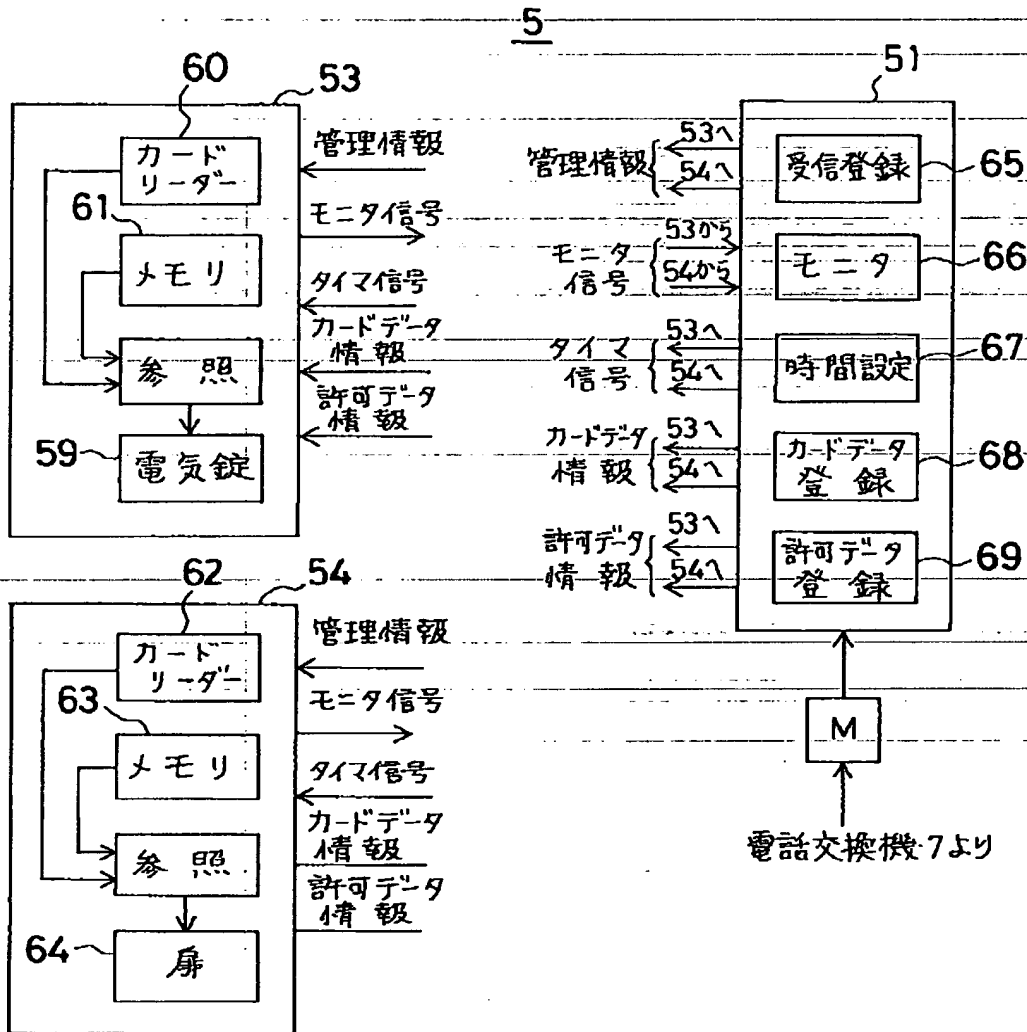 5
60
53
カード
リーダー
61
メモリ
参照
59
電気錠
管理情報
モニタ信号
タイマ信号
カードデータ
情報
許可データ
情報
62
54
カード
リーダー
63
メモリ
参照
64
扉
管理情報
モニタ信号
タイマ信号
カードデータ
情報
許可データ
情報
51
管理情報
53へ
54へ
受信登録
65
モニタ
信号
53から
54から
モニタ
66
タイマ
信号
53へ
54へ
時間設定
67
カードデータ
情報
53へ
54へ
カードデータ
登録
68
許可データ
情報
53へ
54へ
許可データ
登録
69
M
電話交換機7より